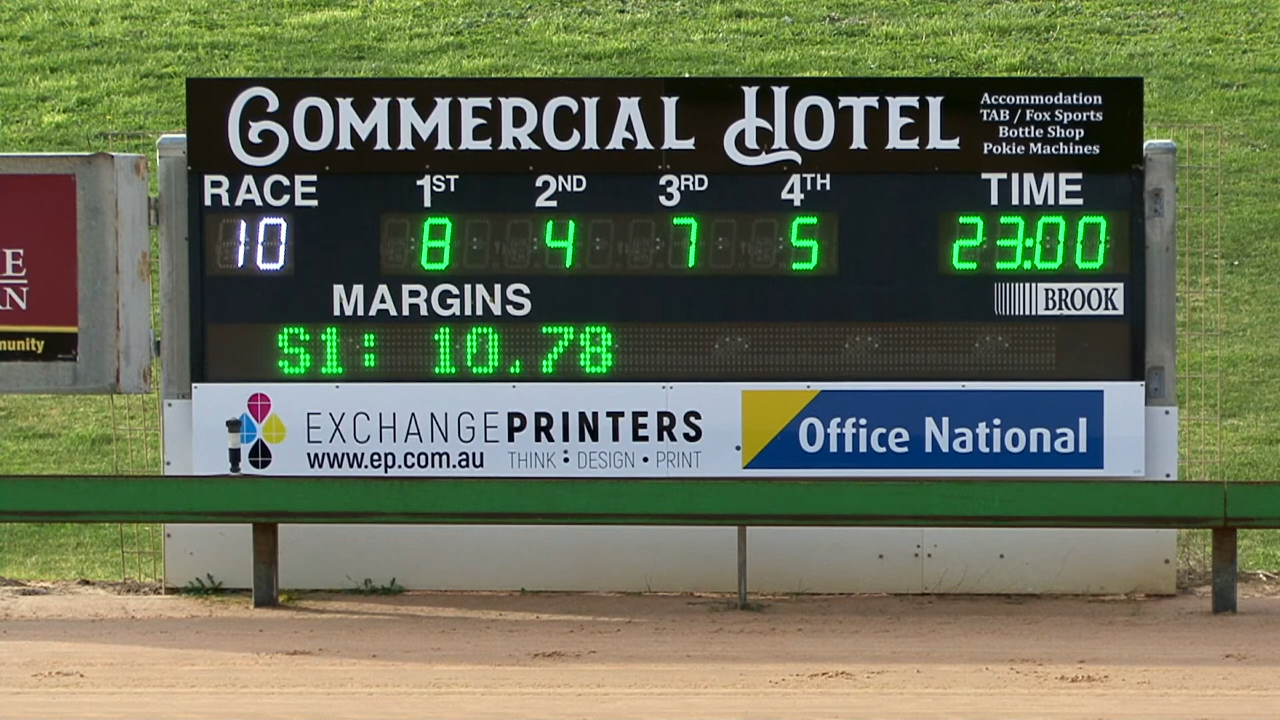 COMMERCIAL HOTEL
Accommodation
TAB / Fox Sports
Bottle Shop
Pokie Machines
RACE 1ST 2ND 3RD 4TH TIME
10 8 4 7 5 23:00
MARGINS
BROOK
S1: 10.78
E
N
munity
EXCHANGEPRINTERS
www.ep.com.au THINK : DESIGN • PRINT
Office National